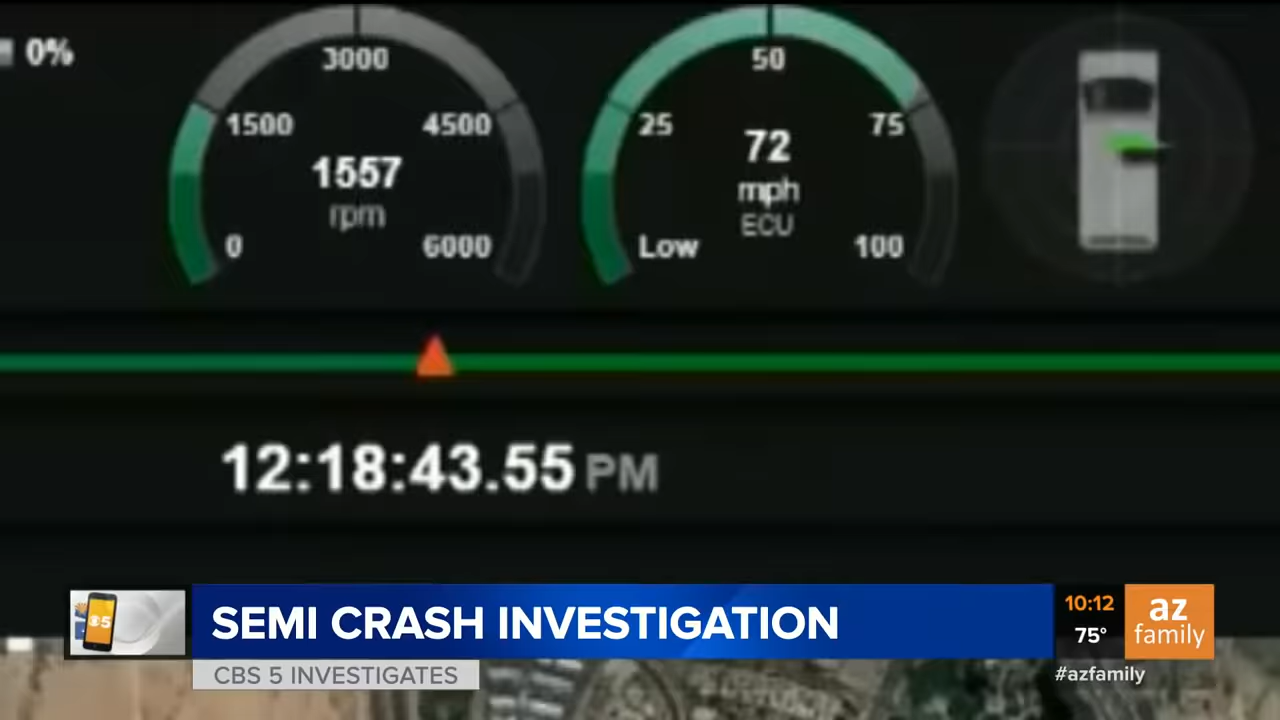 0%
3000
1500
4500
1557
rpm
0
6000
50
25
75
72
mph
ECU
Low
100
12:18:43.55 PM
SEMI CRASH INVESTIGATION
CBS 5 INVESTIGATES
5
10:12
75°
az
family
#azfamily